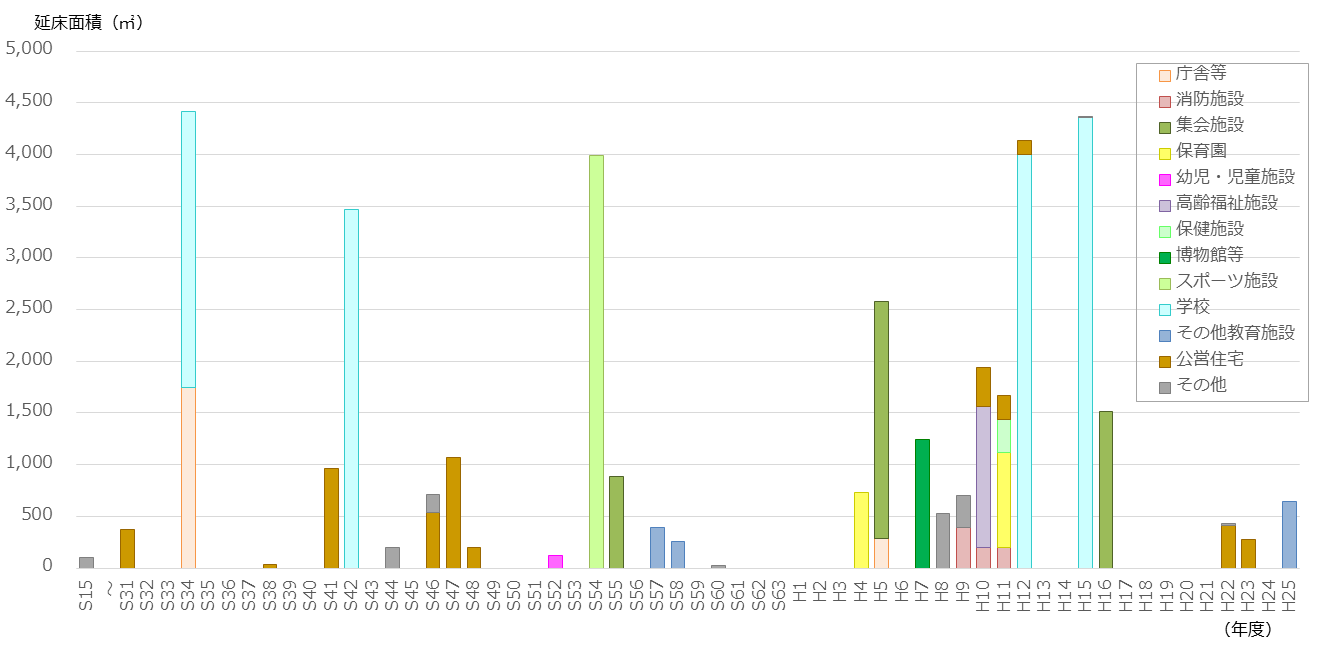 延床面積（㎡）
5,000
4,500
4,000
3,500
3,000
2,500
2,000
1,500
1,000
500
0
庁舎等
消防施設
集会施設
保育園
幼児・児童施設
高齢福祉施設
保健施設
博物館等
スポーツ施設
学校
その他教育施設
公営住宅
その他
S15
～
S31
S32
S33
S34
S35
S36
S37
S38
S39
S40
S41
S42
S43
S44
S45
S46
S47
S48
S49
S50
S51
S52
S53
S54
S55
S56
S57
S58
S59
S60
S61
S62
S63
H1
H2
H3
H4
H5
H6
H7
H8
H9
H10
H11
H12
H13
H14
H15
H16
H17
H18
H19
H20
H21
H22
H23
H24
H25
（年度）